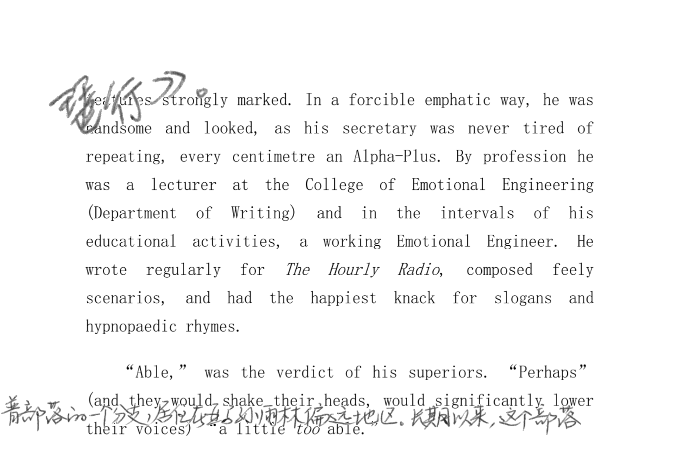 行》。
features strongly marked. In a forcible emphatic way, he was
handsome and looked, as his secretary was never tired of
repeating, every centimetre an Alpha-Plus. By profession he
was a lecturer at the College of Emotional Engineering
(Department of Writing) and in the intervals of his
educational activities, a working Emotional Engineer. He
wrote regularly for The Hourly Radio, composed feely
scenarios, and had the happiest knack for slogans and
hypnopaedic rhymes.
“Able,” was the verdict of his superiors. “Perhaps”
(and they would shake their heads, would significantly lower
普部落的一个分支,居住在马雨林偏远地区。长期以来,这个部落
their voices) “a little too able.”